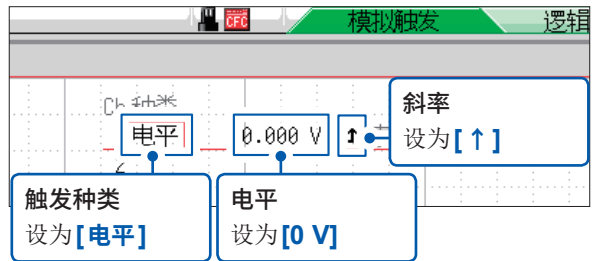 CFC 模拟触发 逻辑
Ch 种类
电平 0.000 V ↑
斜率
设为[↑]
触发种类
设为[电平]
电平
设为[0 V]